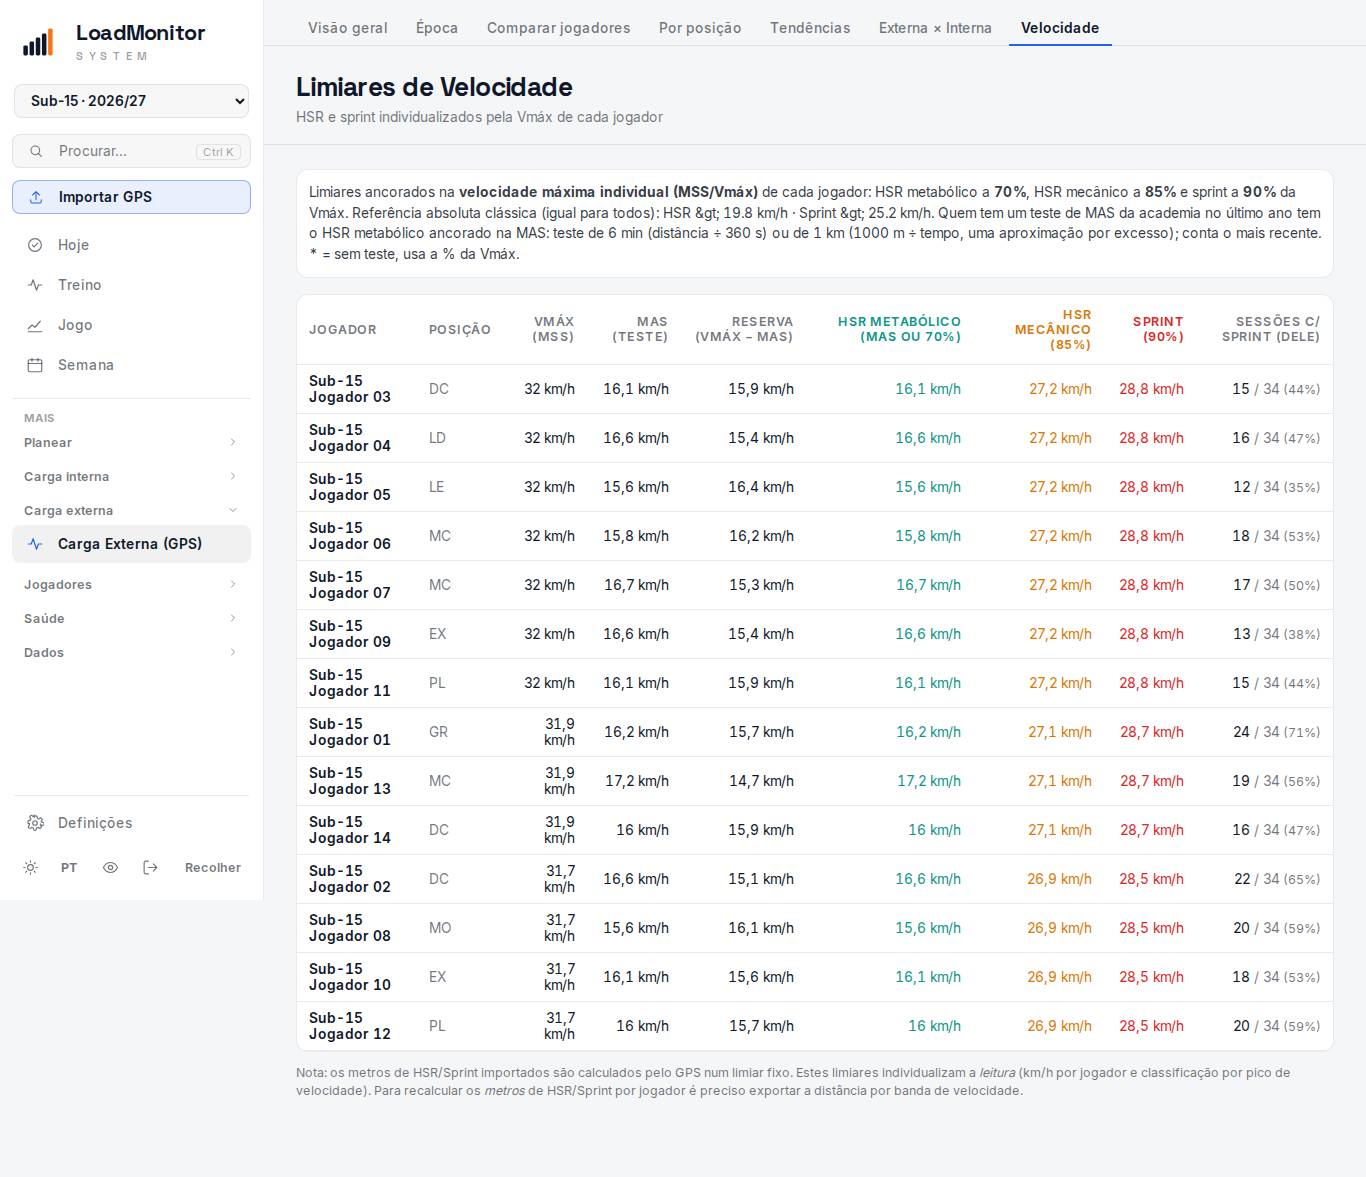 LoadMonitor
SYSTEM
Sub-15 · 2026/27
Procurar...
Ctrl K
Importar GPS
Hoje
Treino
Jogo
Semana
MAIS
Planear
Carga interna
Carga externa
Carga Externa (GPS)
Jogadores
Saúde
Dados
Definições
PT
Recolher
Visão geral Época Comparar jogadores Por posição Tendências Externa × Interna Velocidade
Limiares de Velocidade
HSR e sprint individualizados pela Vmáx de cada jogador
Limiares ancorados na velocidade máxima individual (MSS/Vmáx) de cada jogador: HSR metabólico a 70%, HSR mecânico a 85% e sprint a 90% da
Vmáx. Referência absoluta clássica (igual para todos): HSR &gt; 19.8 km/h · Sprint &gt; 25.2 km/h. Quem tem um teste de MAS da academia no último ano tem
o HSR metabólico ancorado na MAS: teste de 6 min (distância ÷ 360 s) ou de 1 km (1000 m ÷ tempo, uma aproximação por excesso); conta o mais recente.
* = sem teste, usa a % da Vmáx.
JOGADOR POSIÇÃO VMÁX (MSS) MAS (TESTE) RESERVA (VMÁX − MAS) HSR METABÓLICO (MAS OU 70%) HSR MECÂNICO (85%) SPRINT (90%) SESSÕES C/ SPRINT (DELE)
Sub-15 Jogador 03 DC 32 km/h 16,1 km/h 15,9 km/h 16,1 km/h 27,2 km/h 28,8 km/h 15 / 34 (44%)
Sub-15 Jogador 04 LD 32 km/h 16,6 km/h 15,4 km/h 16,6 km/h 27,2 km/h 28,8 km/h 16 / 34 (47%)
Sub-15 Jogador 05 LE 32 km/h 15,6 km/h 16,4 km/h 15,6 km/h 27,2 km/h 28,8 km/h 12 / 34 (35%)
Sub-15 Jogador 06 MC 32 km/h 15,8 km/h 16,2 km/h 15,8 km/h 27,2 km/h 28,8 km/h 18 / 34 (53%)
Sub-15 Jogador 07 MC 32 km/h 16,7 km/h 15,3 km/h 16,7 km/h 27,2 km/h 28,8 km/h 17 / 34 (50%)
Sub-15 Jogador 09 EX 32 km/h 16,6 km/h 15,4 km/h 16,6 km/h 27,2 km/h 28,8 km/h 13 / 34 (38%)
Sub-15 Jogador 11 PL 32 km/h 16,1 km/h 15,9 km/h 16,1 km/h 27,2 km/h 28,8 km/h 15 / 34 (44%)
Sub-15 Jogador 01 GR 31,9 km/h 16,2 km/h 15,7 km/h 16,2 km/h 27,1 km/h 28,7 km/h 24 / 34 (71%)
Sub-15 Jogador 13 MC 31,9 km/h 17,2 km/h 14,7 km/h 17,2 km/h 27,1 km/h 28,7 km/h 19 / 34 (56%)
Sub-15 Jogador 14 DC 31,9 km/h 16 km/h 15,9 km/h 16 km/h 27,1 km/h 28,7 km/h 16 / 34 (47%)
Sub-15 Jogador 02 DC 31,7 km/h 16,6 km/h 15,1 km/h 16,6 km/h 26,9 km/h 28,5 km/h 22 / 34 (65%)
Sub-15 Jogador 08 MO 31,7 km/h 15,6 km/h 16,1 km/h 15,6 km/h 26,9 km/h 28,5 km/h 20 / 34 (59%)
Sub-15 Jogador 10 EX 31,7 km/h 16,1 km/h 15,6 km/h 16,1 km/h 26,9 km/h 28,5 km/h 18 / 34 (53%)
Sub-15 Jogador 12 PL 31,7 km/h 16 km/h 15,7 km/h 16 km/h 26,9 km/h 28,5 km/h 20 / 34 (59%)
Nota: os metros de HSR/Sprint importados são calculados pelo GPS num limiar fixo. Estes limiares individualizam a leitura (km/h por jogador e classificação por pico de
velocidade). Para recalcular os metros de HSR/Sprint por jogador é preciso exportar a distância por banda de velocidade.